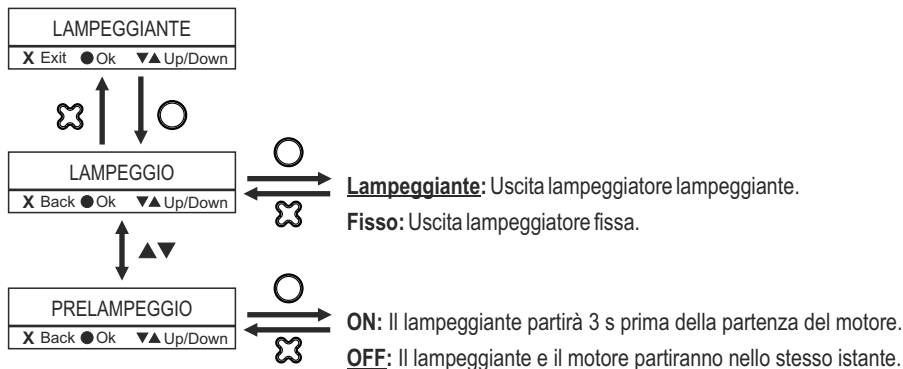 LAMPEGGIANTE
X Exit ●Ok ▼▲Up/Down
LAMPEGGIO
X Back ●Ok ▼▲Up/Down
Lampeggiante: Uscita lampeggiatore lampeggiante.
Fisso: Uscita lampeggiatore fissa.
▲▼
PRELAMPEGGIO
X Back ●Ok ▼▲Up/Down
ON: Il lampeggiante partirà 3 s prima della partenza del motore.
OFF: Il lampeggiante e il motore partiranno nello stesso istante.